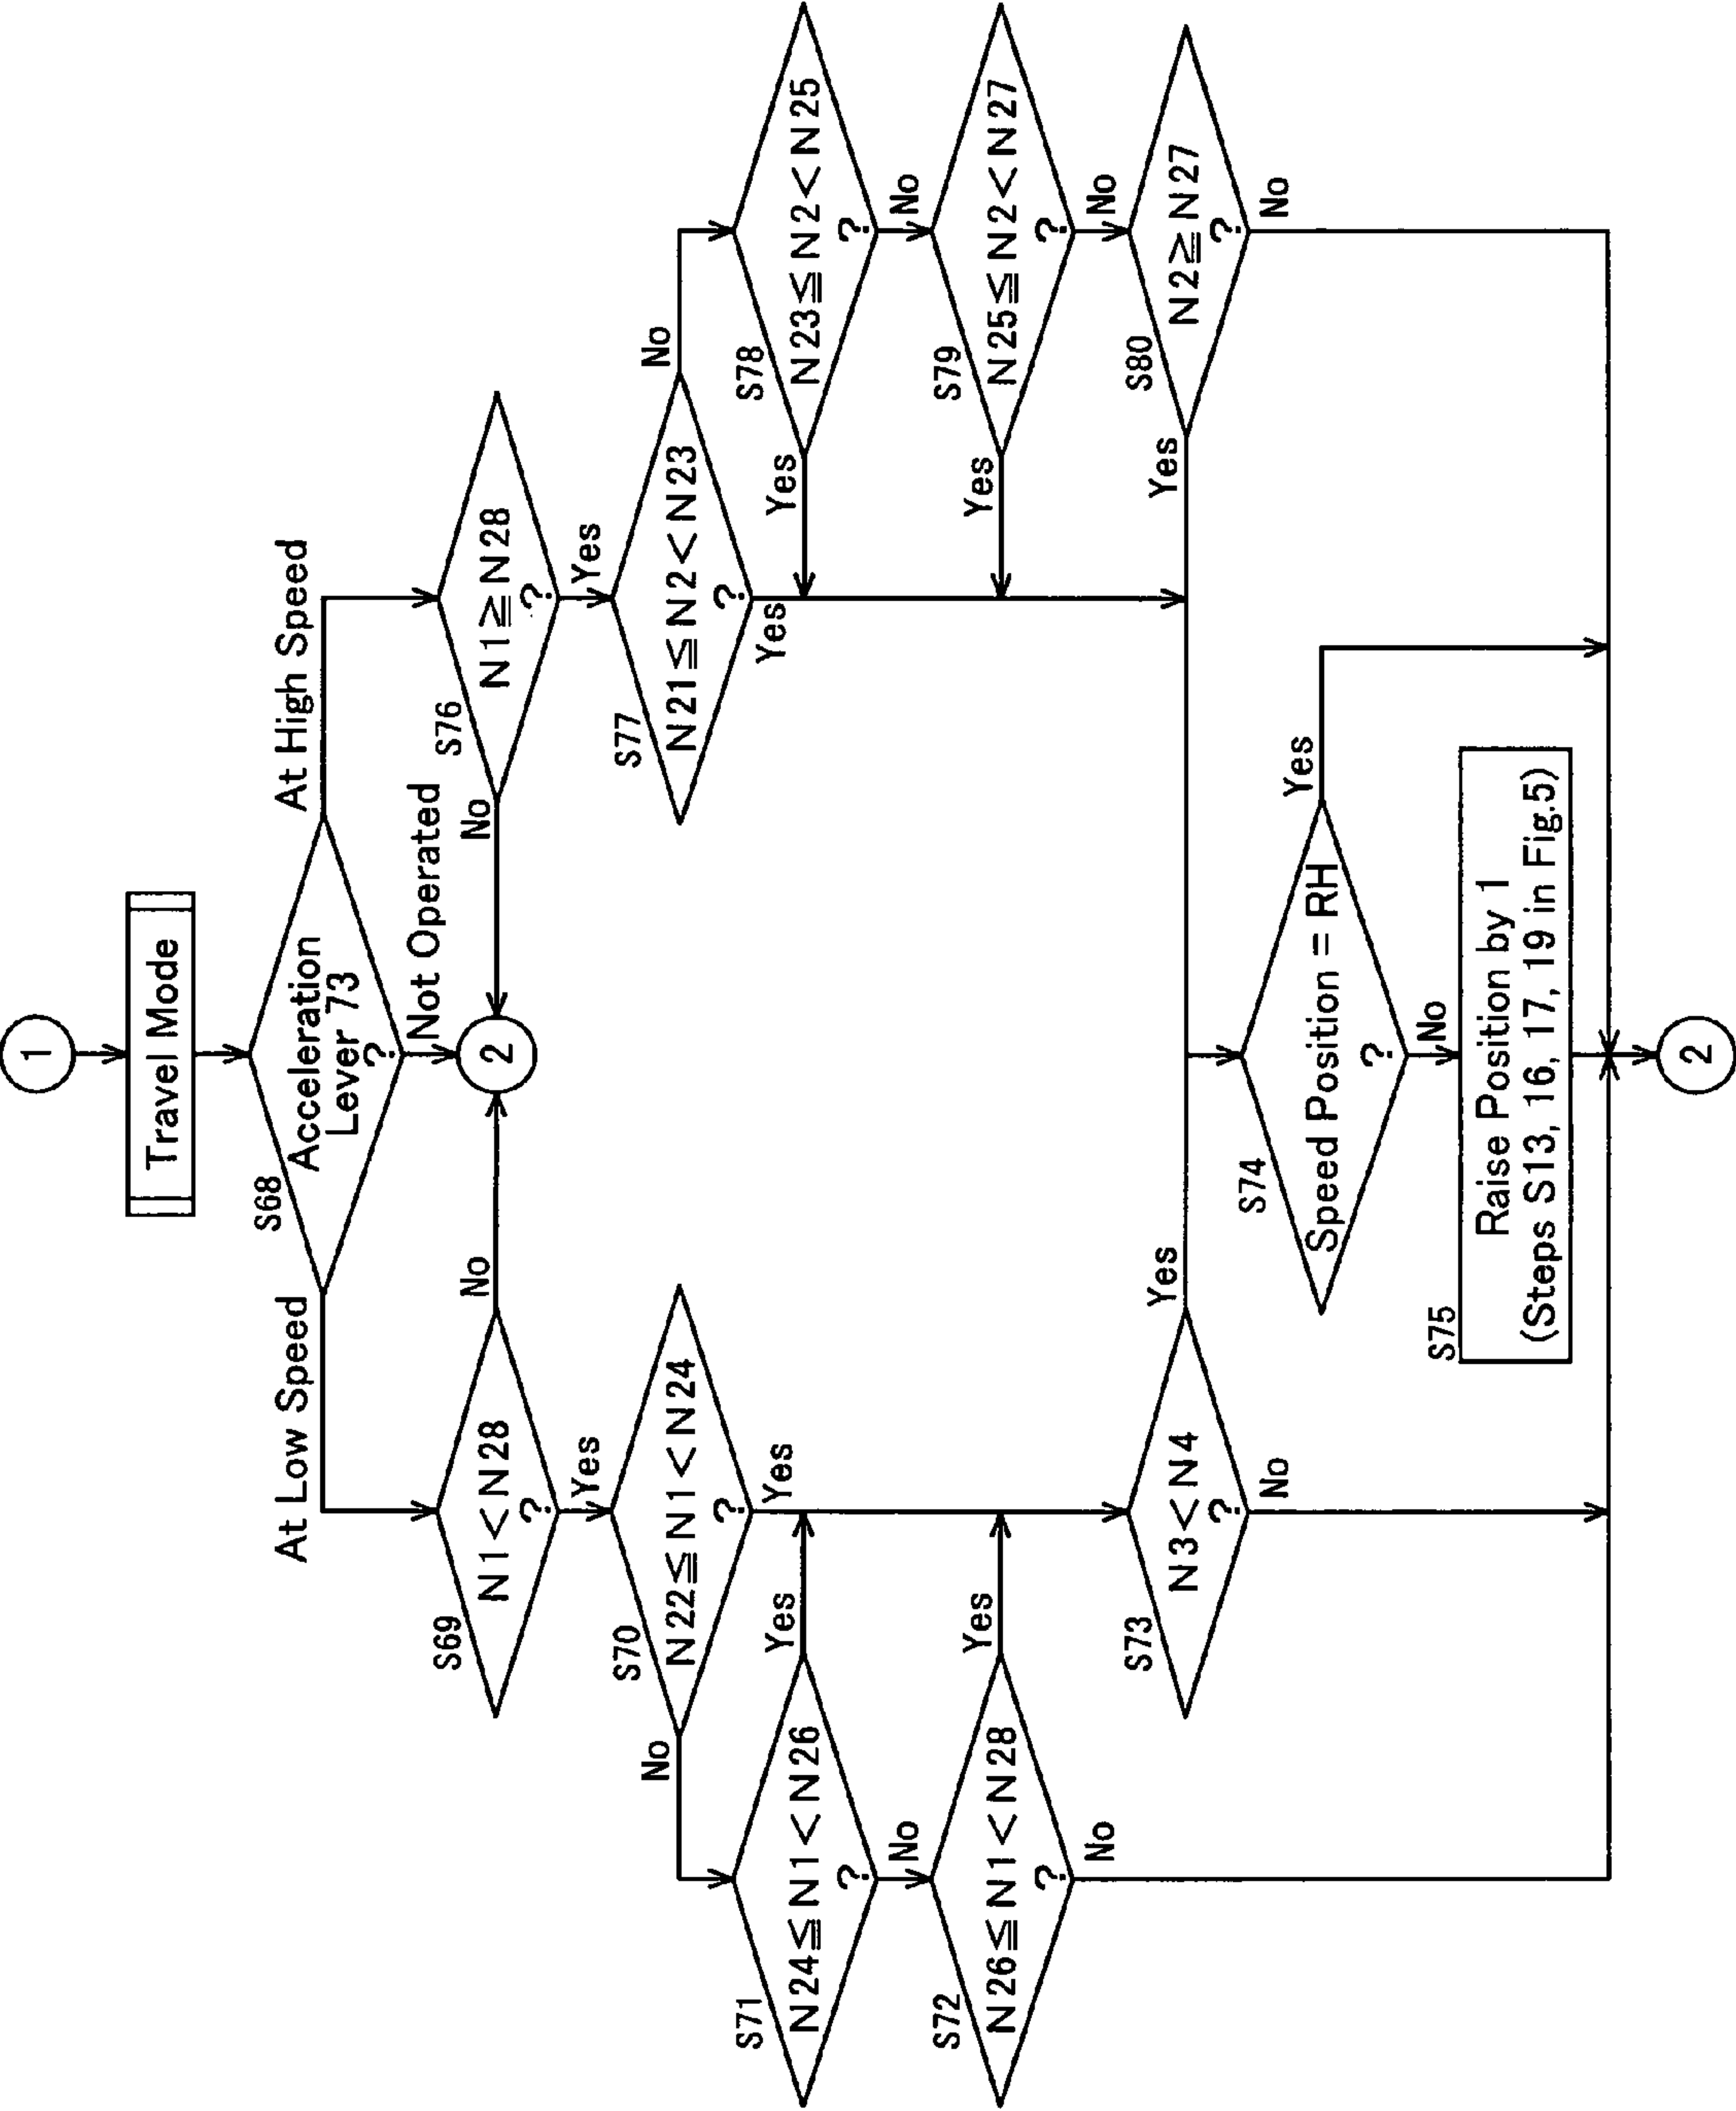 1
Travel Mode
S68
Acceleration
Lever 73
?
At Low Speed
At High Speed
Not Operated
2
S69
N1<N28
?
No
Yes
S76
N1≧N28
?
No
Yes
S70
N22≦N1<N24
?
No
Yes
S77
N21≦N2<N23
?
Yes
No
S71
N24≦N1<N26
?
Yes
No
S78
N23≦N2<N25
?
Yes
No
S72
N26≦N1<N28
?
Yes
No
S79
N25≦N2<N27
?
Yes
No
S73
N3<N4
?
Yes
No
S80
N2≧N27
?
Yes
No
S74
Speed Position = RH
?
Yes
No
S75
Raise Position by 1
(Steps S13, 16, 17, 19 in Fig.5)
2